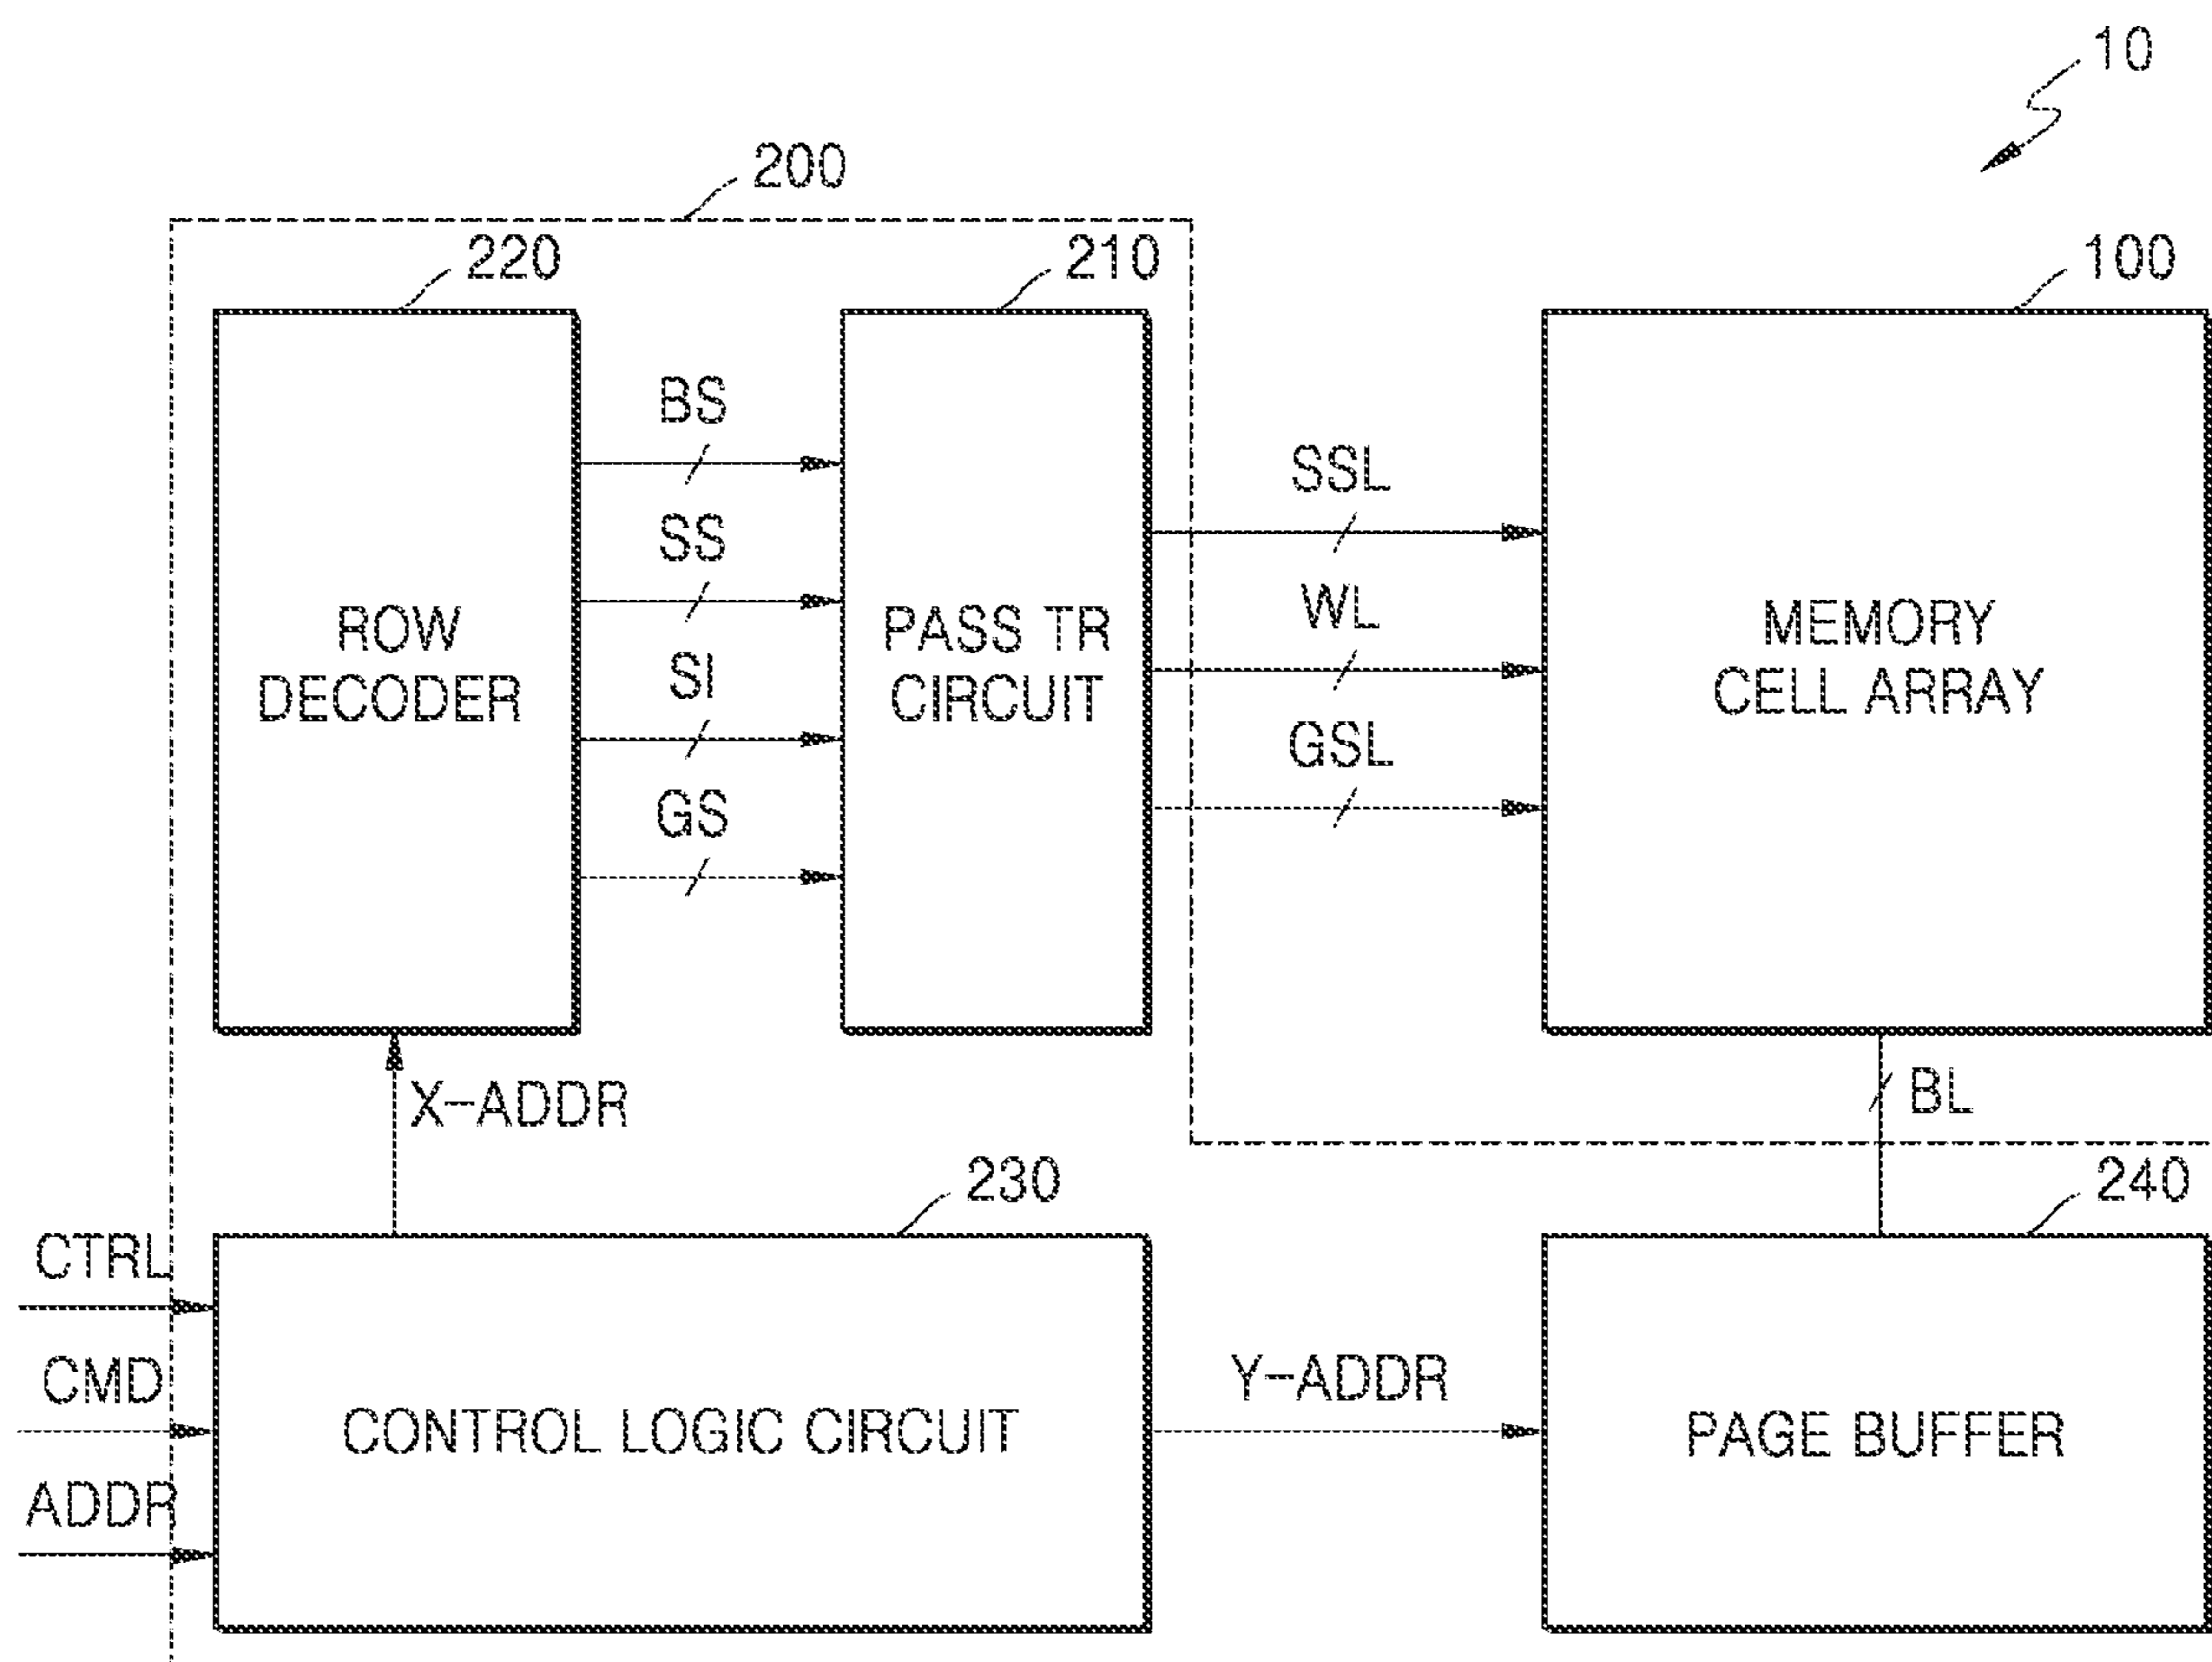 10
200
220
210
100
BS
SS
SI
GS
ROW
DECODER
PASS TR
CIRCUIT
SSL
WL
GSL
MEMORY
CELL ARRAY
X-ADDR
BL
230
240
CTRL
CMD
ADDR
CONTROL LOGIC CIRCUIT
Y-ADDR
PAGE BUFFER